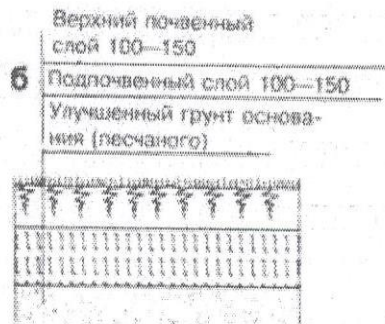 Верхний почвенный
слой 100—150
б
Подпочвенный слой 100—150
Улучшенный грунт основа-
ния (песчаного)